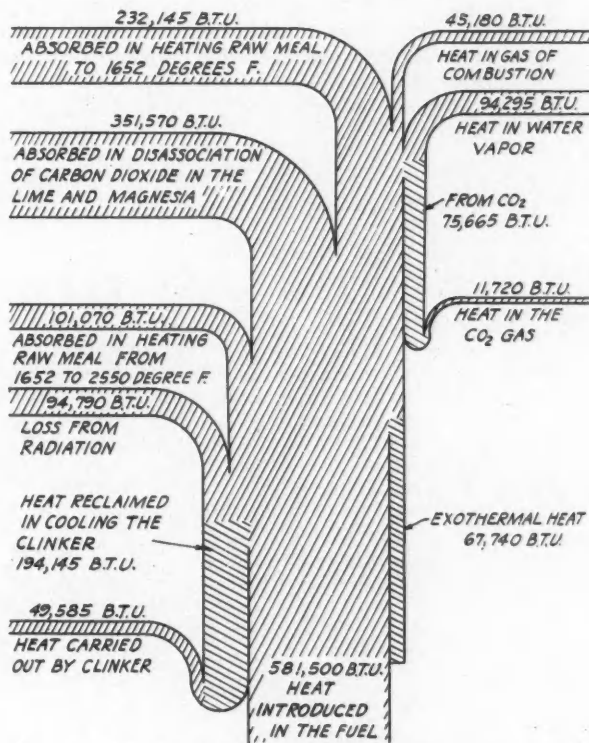 232,145 B.T.U.
ABSORBED IN HEATING RAW MEAL
TO 1652 DEGREES F.
351,570 B.T.U.
ABSORBED IN DISASSOCIATION
OF CARBON DIOXIDE IN THE
LIME AND MAGNESIA
101,070 B.T.U.
ABSORBED IN HEATING
RAW MEAL FROM
1652 TO 2550 DEGREE F.
94,790 B.T.U.
LOSS FROM
RADIATION
HEAT RECLAIMED
IN COOLING THE
CLINKER
194,145 B.T.U.
49,585 B.T.U.
HEAT CARRIED
OUT BY CLINKER
581,500 B.T.U.
HEAT
INTRODUCED
IN THE FUEL
45,180 B.T.U.
HEAT IN GAS OF
COMBUSTION
94,295 B.T.U.
HEAT IN WATER
VAPOR
FROM CO2
75,665 B.T.U.
11,720 B.T.U.
HEAT IN THE
CO2 GAS
EXOTHERMAL HEAT
67,740 B.T.U.